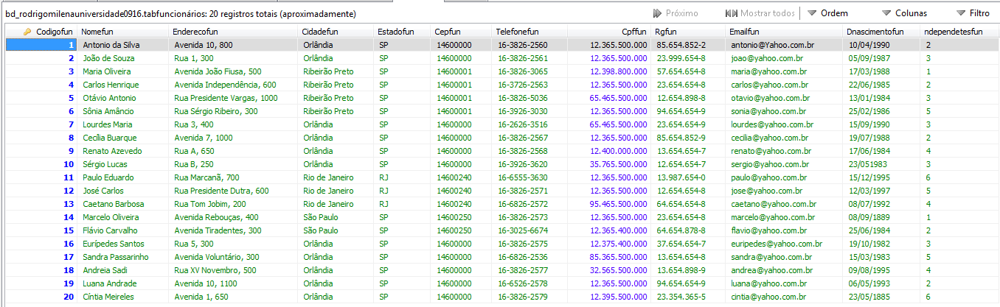 bd_rodrigomilenauniversidade0916.tabfuncionários: 20 registros totais (aproximadamente) Próximo Mostrar todos Ordem Colunas Filtro
Codigofun Nomefun Enderecofun Cidadefun Estadofun Cepfun Telefonefun Cpffun Rgfun Emailfun Dnascimentofun ndependetesfun
1 Antonio da Silva Avenida 10, 800 Orlândia SP 14600000 16-3826-2560 12.365.500.000 85.654.852-2 antonio@Yahoo.com.br 10/04/1990 2
2 João de Souza Rua 1, 300 Orlândia SP 14600000 16-3826-2561 12.365.500.000 23.999.654-8 joao@yahoo.com.br 05/09/1987 3
3 Maria Oliveira Avenida João Fiusa, 500 Ribeirão Preto SP 14600001 16-3826-3065 12.398.800.000 57.654.654-8 maria@yahoo.com.br 17/03/1988 1
4 Carlos Henrique Avenida Independência, 600 Ribeirão Preto SP 14600001 16-3726-2563 12.365.500.000 23.654.654-8 carlos@yahoo.com.br 22/06/1985 2
5 Otávio Antonio Rua Presidente Vargas, 1000 Ribeirão Preto SP 14600001 16-3826-5036 65.465.500.000 12.654.898-8 otavio@yahoo.com.br 13/01/1984 3
6 Sônia Amâncio Rua Sérgio Ribeiro, 300 Ribeirão Preto SP 14600001 16-3926-3030 12.365.500.000 94.654.654-9 sonia@yahoo.com.br 25/02/1986 5
7 Lourdes Maria Rua 3, 400 Orlândia SP 14600000 16-2626-3516 65.465.500.000 23.654.654-9 lourdes@yahoo.com.br 15/09/1990 3
8 Cecília Buarque Avenida 7, 1000 Orlândia SP 14600000 16-3826-2567 12.365.500.000 85.654.852-9 cecilia@yahoo.com.br 19/07/1988 2
9 Renato Azevedo Rua A, 650 Orlândia SP 14600000 16-3826-2568 12.400.000.000 13.654.654-7 renato@yahoo.com.br 17/06/1984 4
10 Sérgio Lucas Rua B, 250 Orlândia SP 14600000 16-3926-3620 35.765.500.000 12.654.654-7 sergio@yahoo.com.br 23/051983 3
11 Paulo Eduardo Rua Marcanã, 700 Rio de Janeiro RJ 14600240 16-6555-3630 12.365.500.000 13.987.654-0 paulo@yahoo.com.br 15/12/1995 6
12 José Carlos Rua Presidente Dutra, 600 Rio de Janeiro RJ 14600240 16-3826-2571 12.365.500.000 13.654.654-8 jose@yahoo.com.br 12/03/1997 5
13 Caetano Barbosa Rua Tom Jobim, 200 Rio de Janeiro RJ 14600240 16-6826-2572 95.465.500.000 64.654.654-8 caetano@yahoo.com.br 08/07/1992 4
14 Marcelo Oliveira Avenida Rebouças, 400 São Paulo SP 14600250 16-3826-2573 12.365.500.000 23.654.654-8 marcelo@yahoo.com.br 08/09/1889 1
15 Flávio Carvalho Avenida Tiradentes, 300 São Paulo SP 14600250 16-3025-6674 12.365.400.000 64.654.878-8 flavio@yahoo.com.br 25/06/1984 2
16 Eurípedes Santos Rua 5, 300 Orlândia SP 14600000 16-3826-2575 12.375.400.000 37.654.654-7 euripedes@yahoo.com.br 19/10/1982 3
17 Sandra Passarinho Avenida Voluntário, 300 Orlândia SP 14600000 16-6826-2536 85.365.500.000 13.654.654-8 sandra@yahoo.com.br 15/03/1983 5
18 Andreia Sadi Rua XV Novembro, 500 Orlândia SP 14600000 16-3826-2577 32.565.500.000 13.654.898-9 andrea@yahoo.com.br 09/08/1995 4
19 Luana Andrade Avenida 10, 1100 Orlândia SP 14600000 16-6526-2578 12.365.500.000 94.654.654-9 luana@yahoo.com.br 06/05/1993 2
20 Cíntia Meireles Avenida 1, 650 Orlândia SP 14600000 16-3826-2579 12.395.500.000 23.354.365-5 cintia@yahoo.com.br 23/05/1885 6